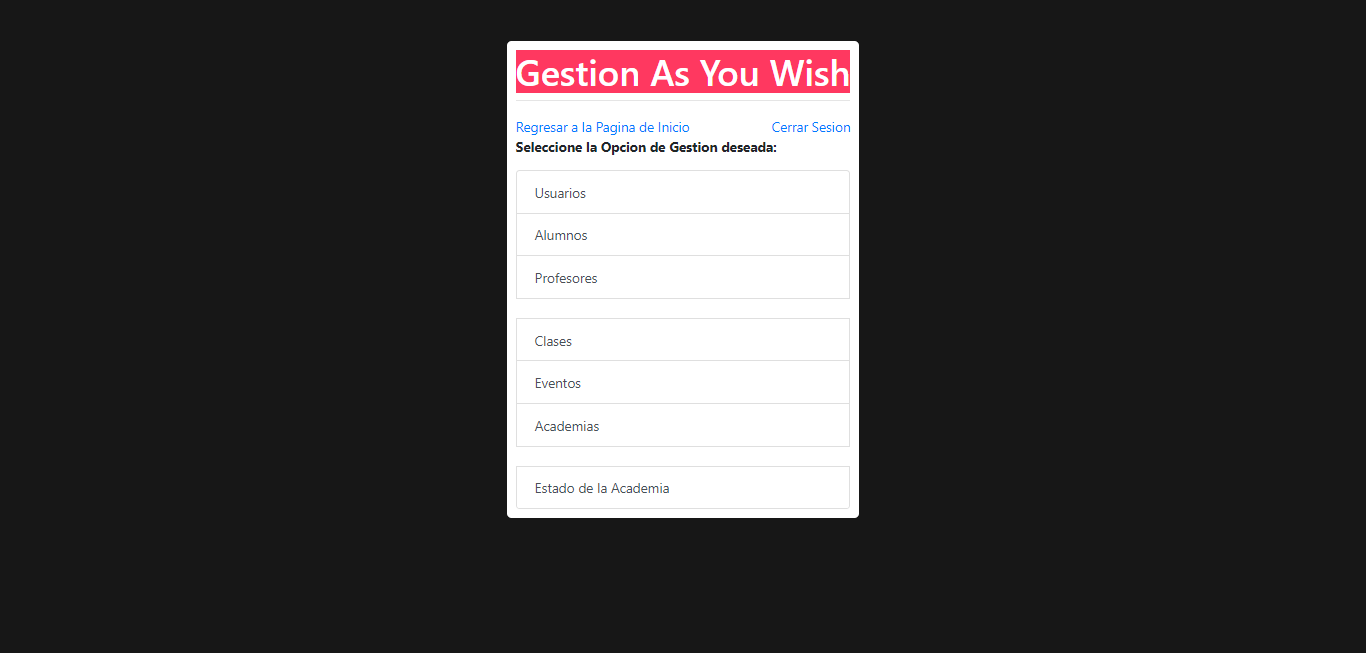 Gestion As You Wish
Regresar a la Pagina de Inicio Cerrar Sesion
Seleccione la Opcion de Gestion deseada:
Usuarios
Alumnos
Profesores
Clases
Eventos
Academias
Estado de la Academia